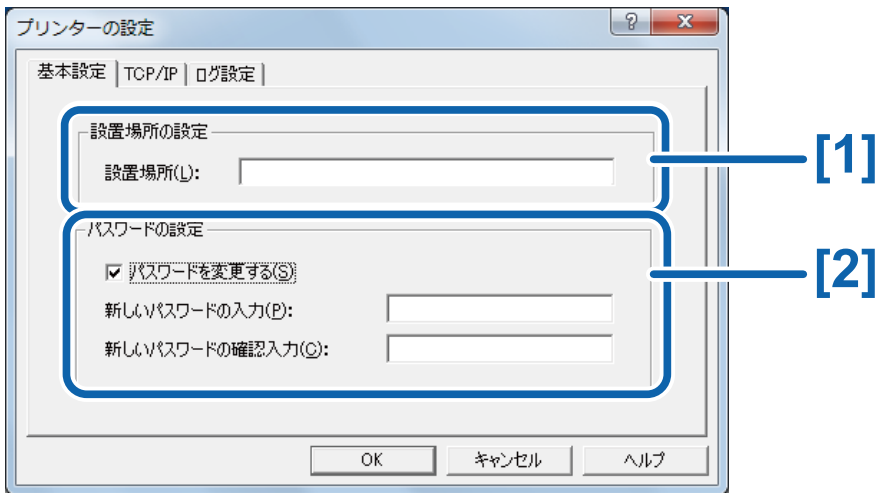 プリンターの設定
基本設定 TCP/IP ログ設定
設置場所の設定
設置場所(L):
[1]
パスワードの設定
パスワードを変更する(S)
[2]
新しいパスワードの入力(P):
新しいパスワードの確認入力(C):
OK キャンセル ヘルプ